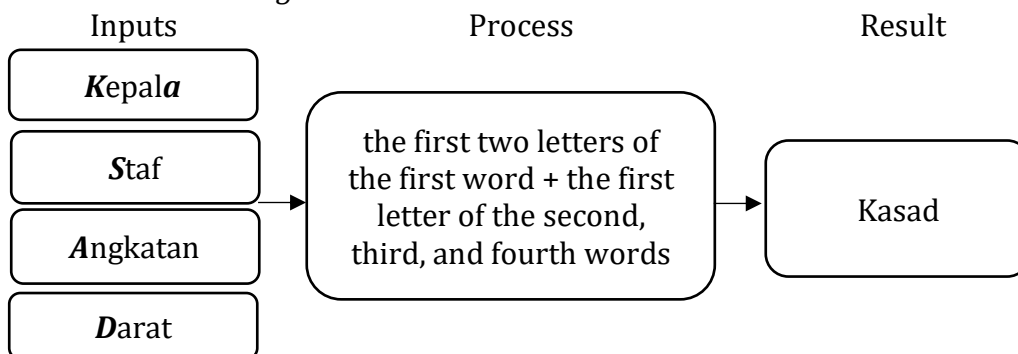 Inputs
Process
Result
Kepala
Staf
Angkatan
Darat
the first two letters of
the first word + the first
letter of the second,
third, and fourth words
Kasad